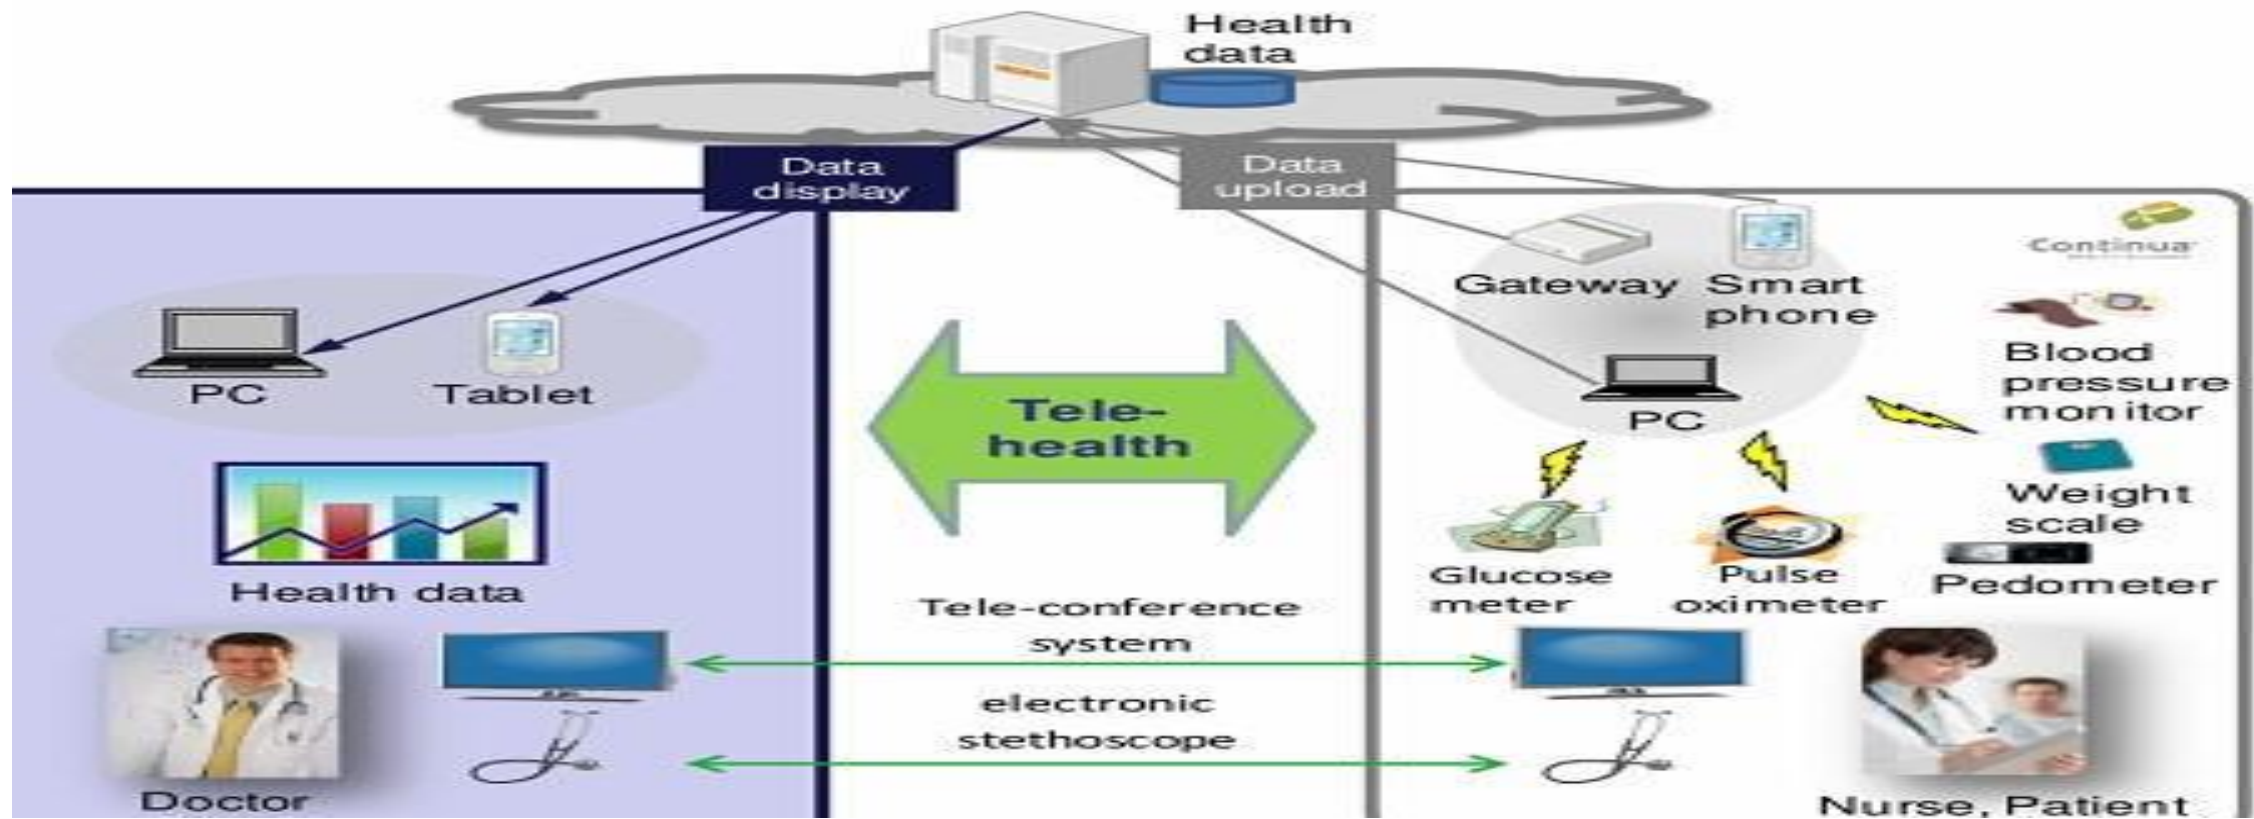 Health
data
Data
display
Data
upload
Continua
Gateway
Smart
phone
PC
Tablet
PC
Blood
pressure
monitor
Tele-
health
Weight
scale
Health data
Glucose
meter
Pulse
oximeter
Pedometer
Tele-conference
system
electronic
stethoscope
Doctor
Nurse, Patient